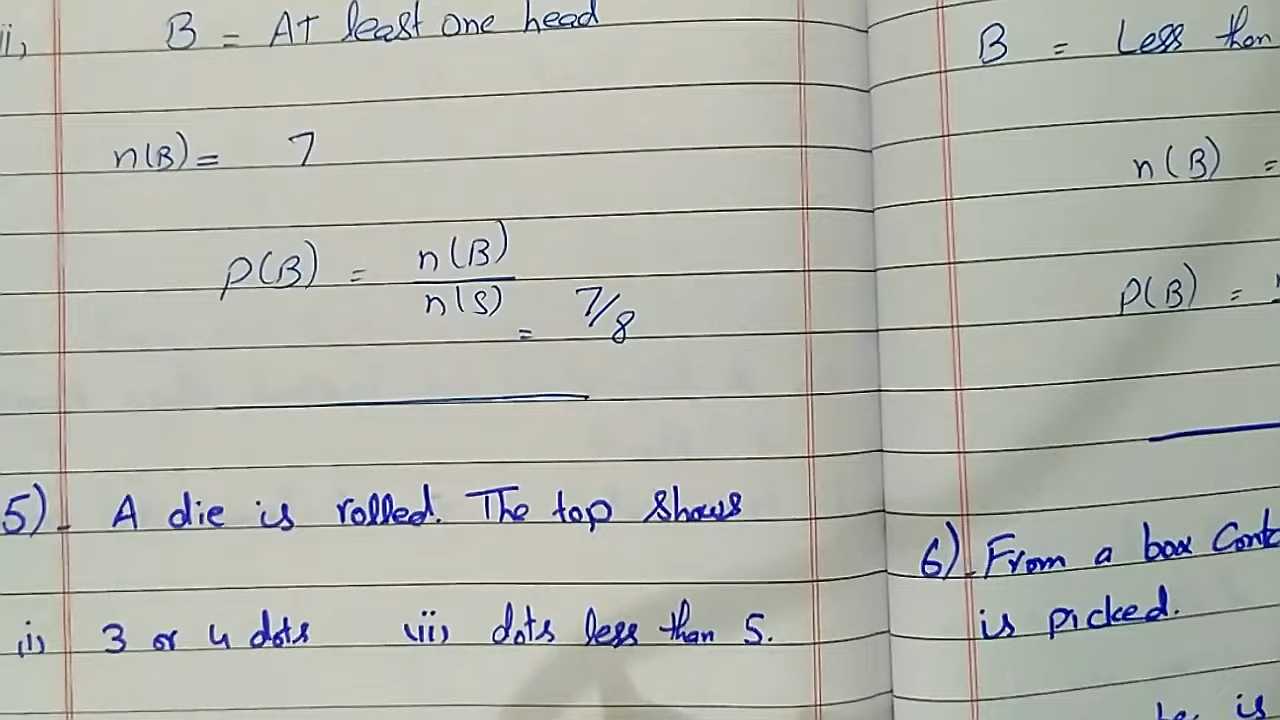 ii, B = At least one head
n(B) = 7
P(B) = n(B)
n(S)
= 7/8
5) A die is rolled. The top shows
(i) 3 or 4 dots (ii) dots less than 5.
B = Less than
n(B) =
P(B) =
6) From a box
is picked.
is